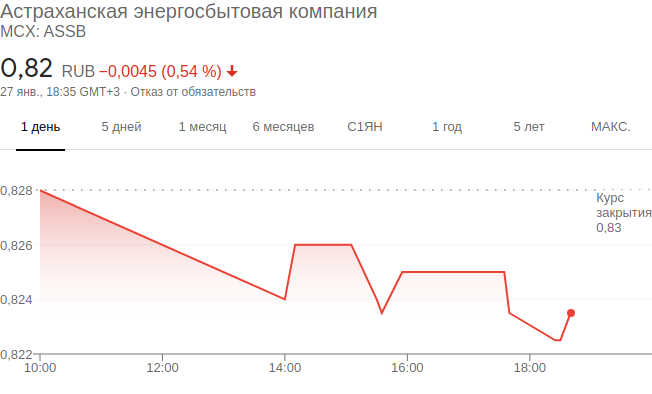 Астраханская энергосбытовая компания
MCX: ASSB
0,82 RUB −0,0045 (0,54 %)
27 янв., 18:35 GMT+3 · Отказ от обязательств
1 день 5 дней 1 месяц 6 месяцев С1ЯН 1 год 5 лет МАКС.
0,828
Курс
закрытия
0,83
0,826
0,824
0,822
10:00 12:00 14:00 16:00 18:00